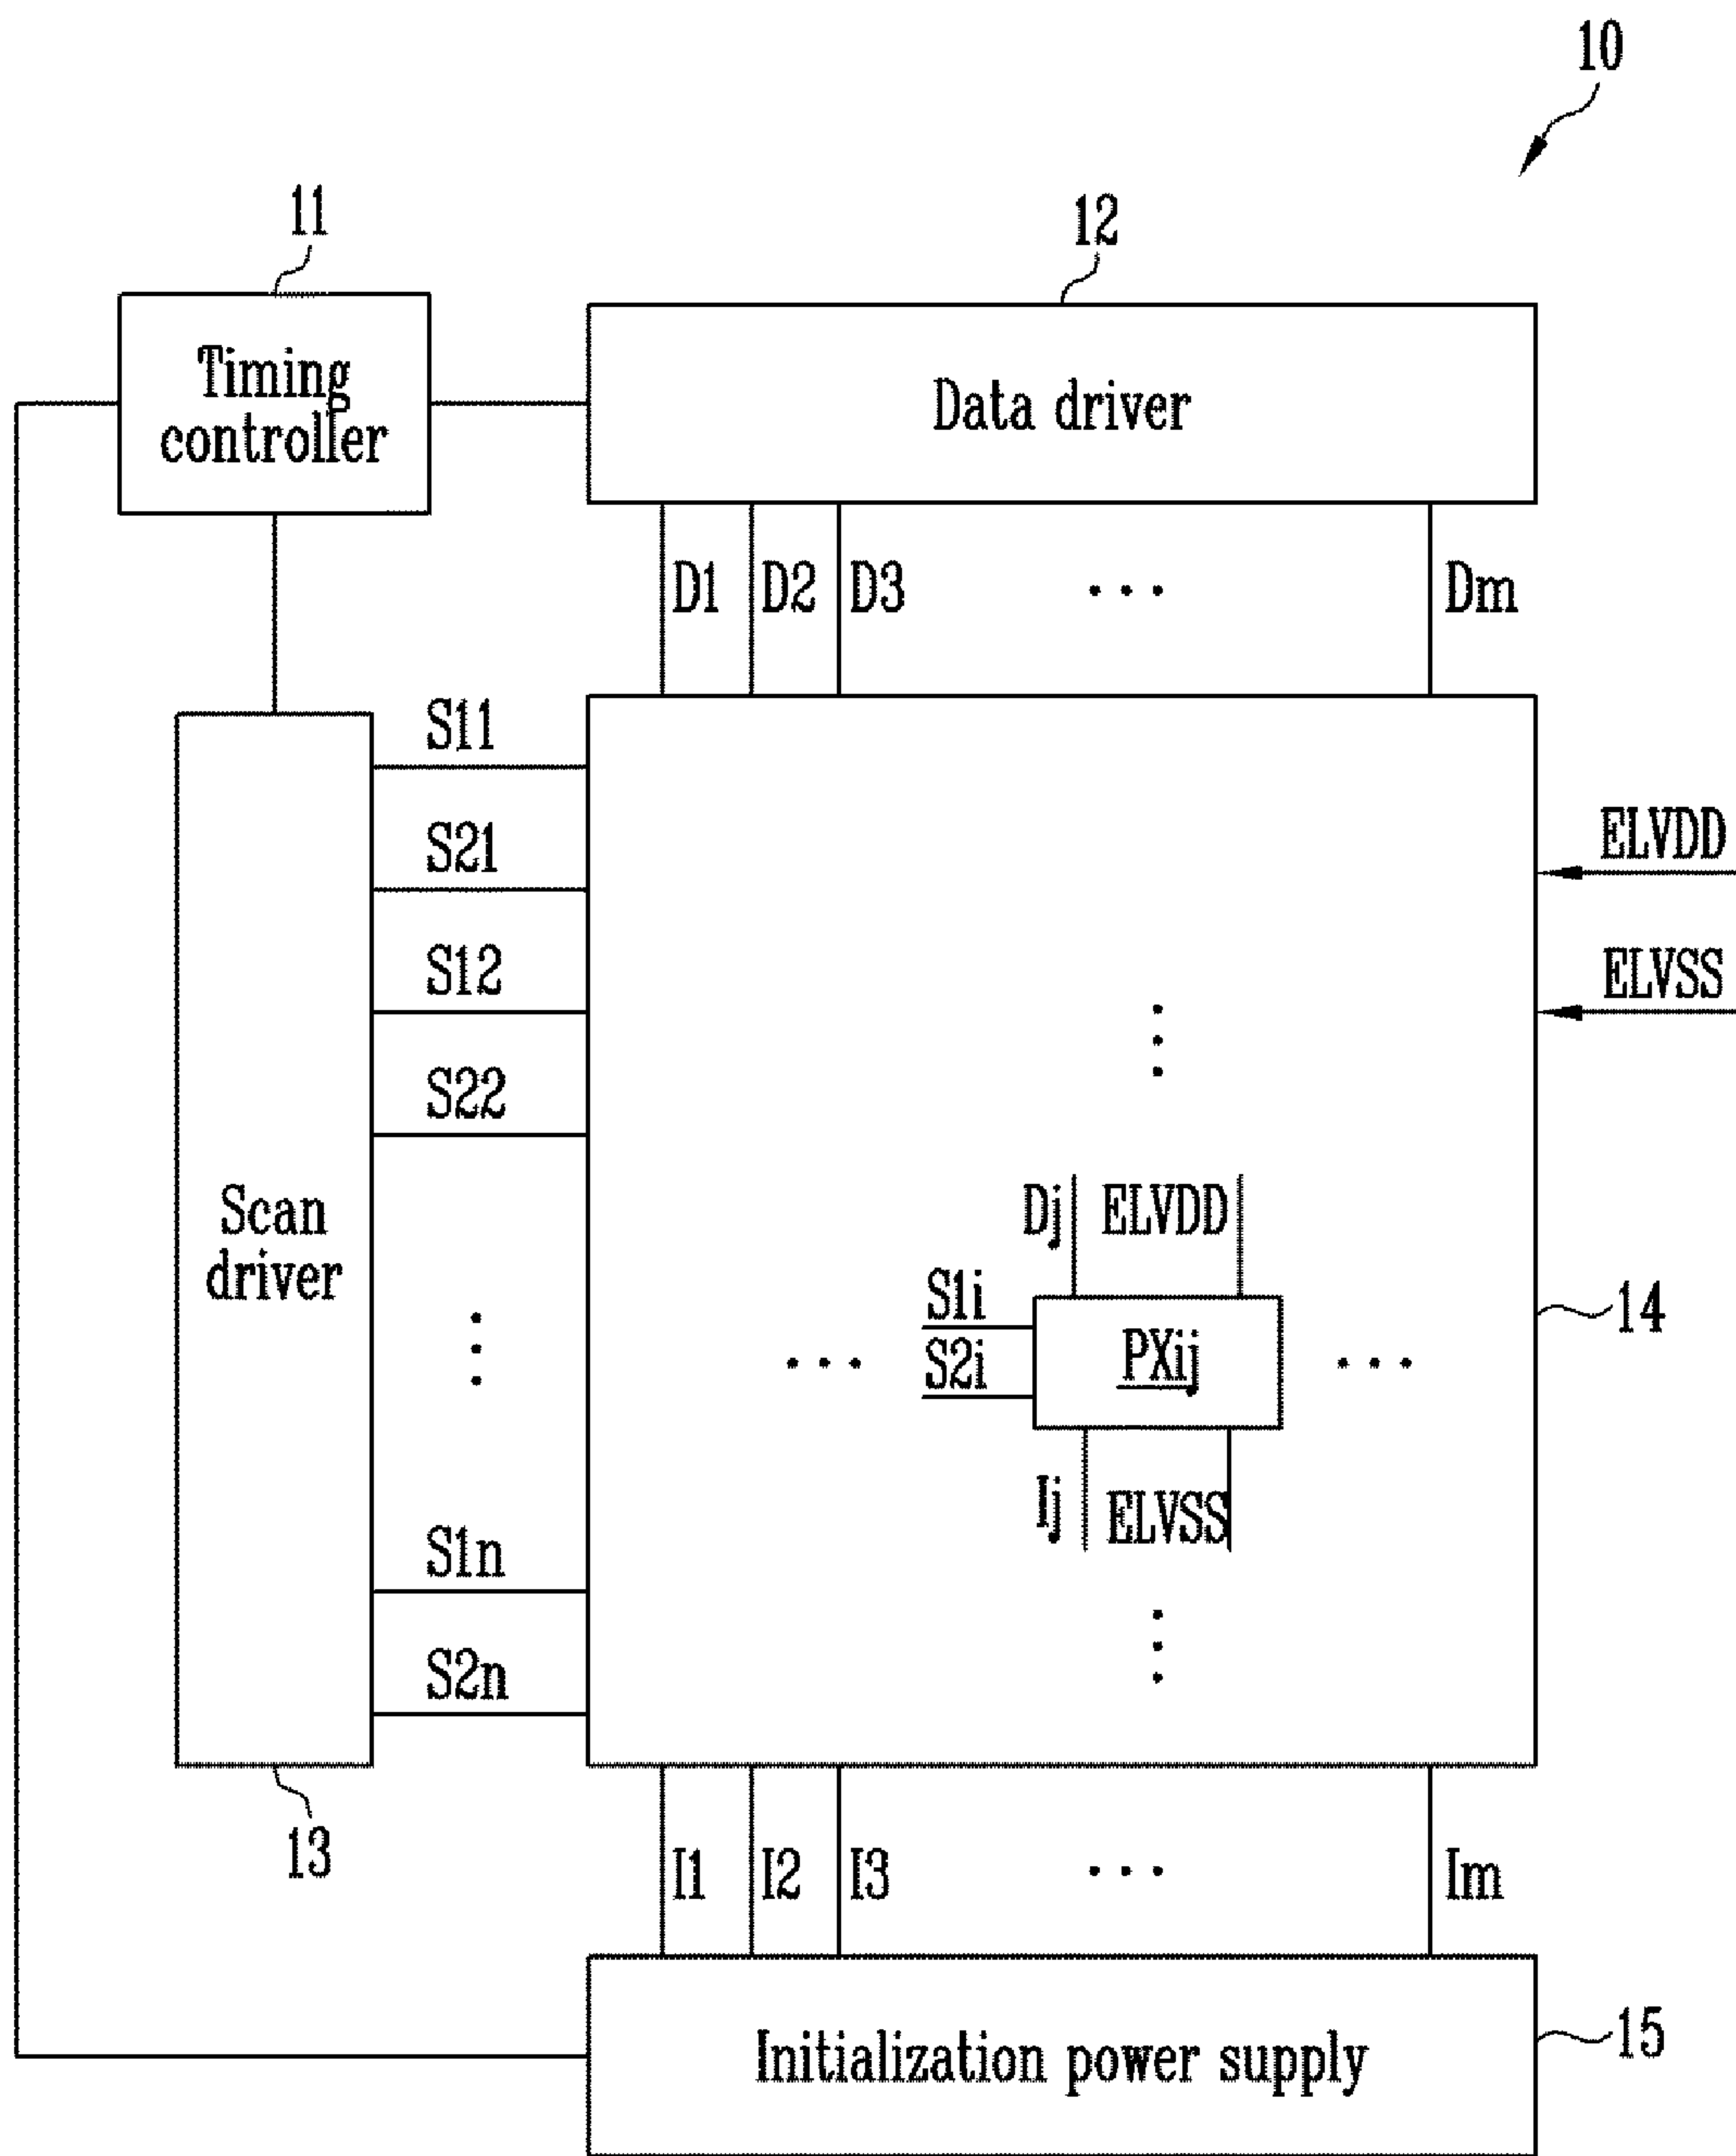 10
11
12
Timing
controller
Data driver
D1 D2 D3 ... Dm
S11
S21
S12
S22
ELVDD
ELVSS
Scan
driver
Dj ELVDD
S1i
S2i
... PXij ...
14
Ij ELVSS
S1n
S2n
13
I1 I2 I3 ... Im
Initialization power supply
15